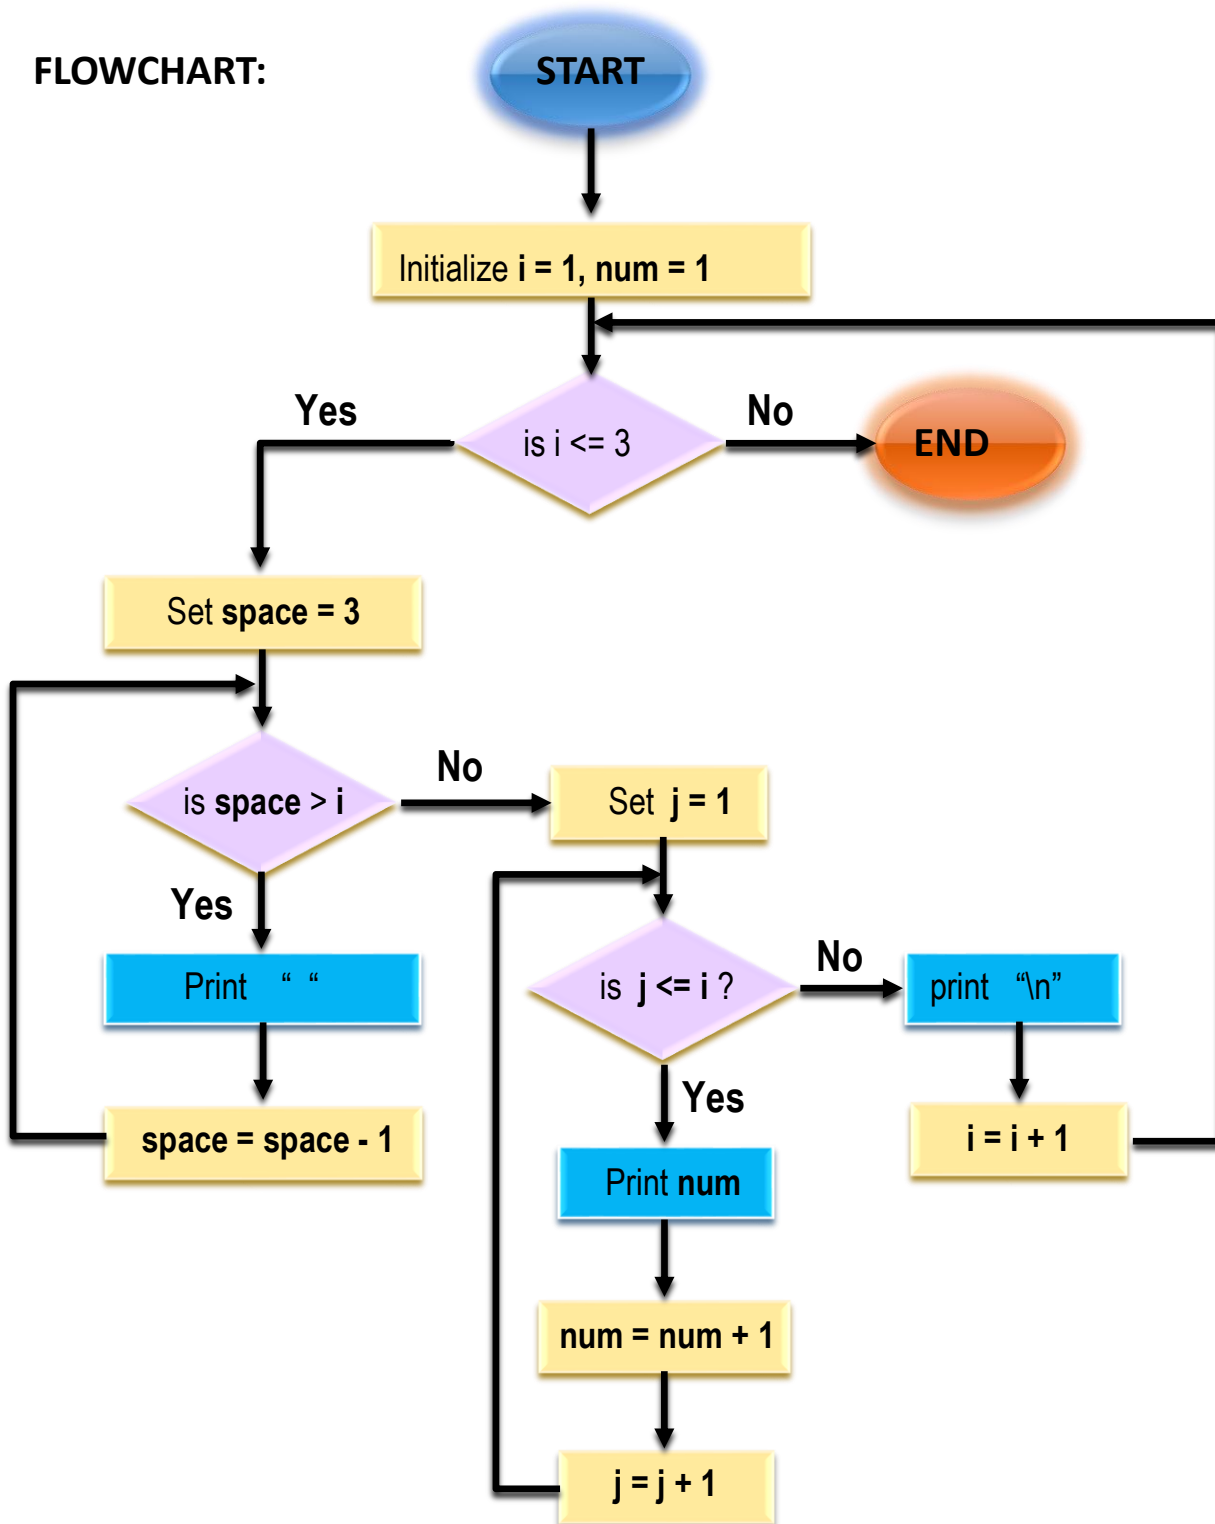 FLOWCHART:
START
Initialize i = 1, num = 1
Yes
No
is i <= 3
END
Set space = 3
No
is space > i
Set j = 1
Yes
No
Print “ “
is j <= i ?
print “\n”
Yes
space = space - 1
i = i + 1
Print num
num = num + 1
j = j + 1